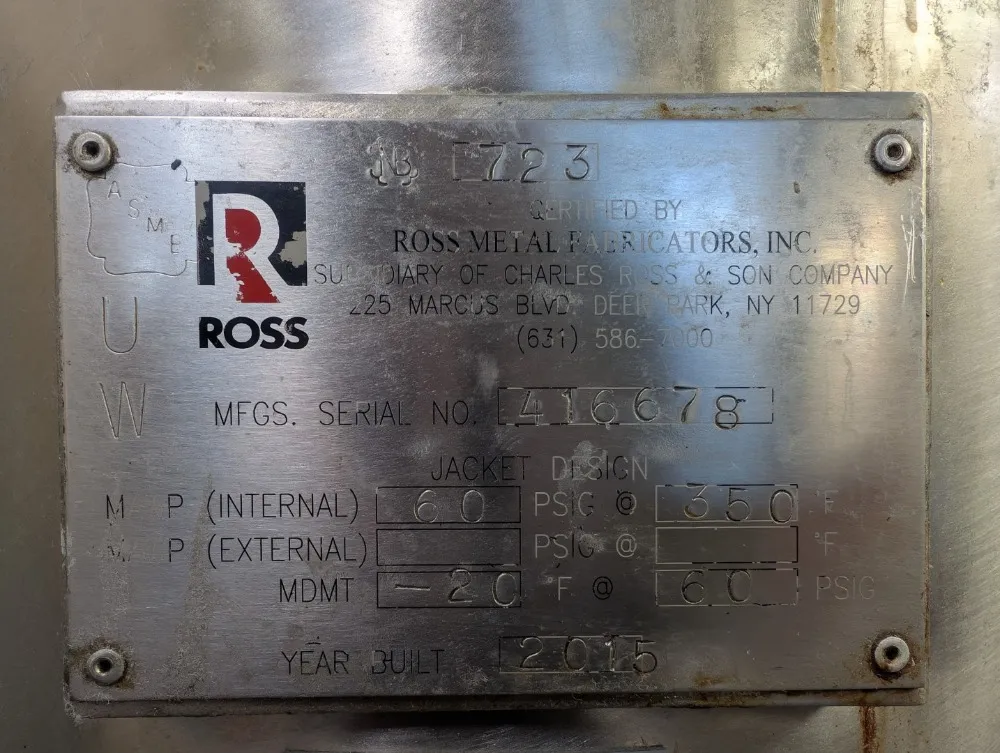 NB 723
ASME
R
ROSS
CERTIFIED BY
ROSS METAL FABRICATORS, INC.
SUBSIDIARY OF CHARLES ROSS & SON COMPANY
225 MARCUS BLVD. DEER PARK, NY 11729
(631) 586-7000
U
W
MFGS. SERIAL NO. 416678
JACKET DESIGN
M P (INTERNAL) 60 PSIG @ 350 °F
M P (EXTERNAL) PSIG @ °F
MDMT -20 °F @ 60 PSIG
YEAR BUILT 2015